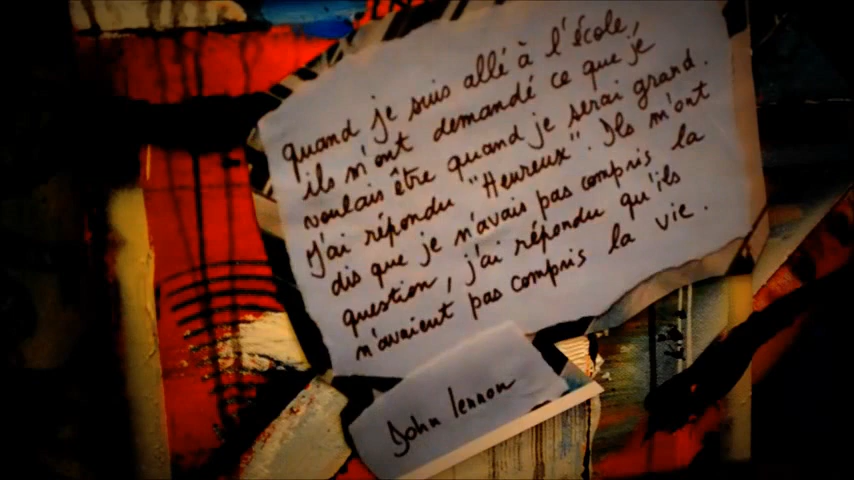 quand je suis allé à l'école,
ils m'ont demandé ce que je
voulais être quand je serai grand.
J'ai répondu "Heureux". Ils m'ont
dis que je n'avais pas compris la
question, j'ai répondu qu'ils
n'avaient pas compris la vie.
John lennon